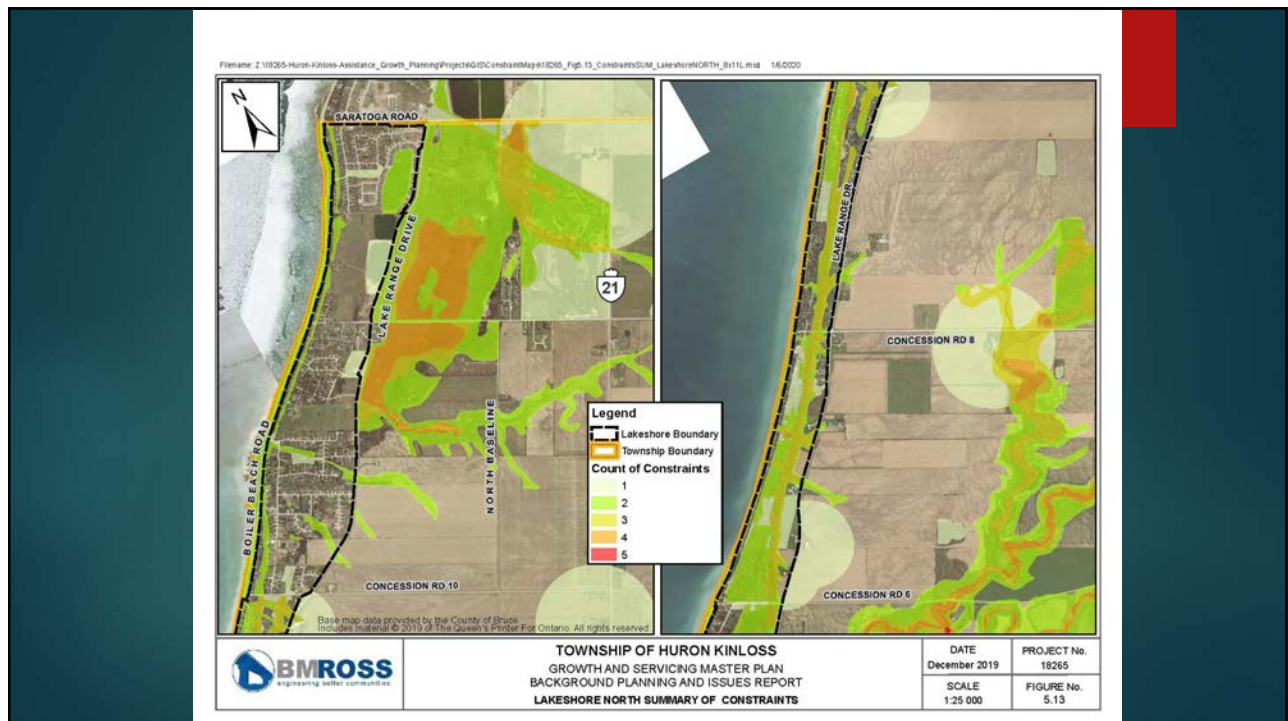 Filename: Z:\18265-Huron-Kinloss-Assistance_Growth_Planning\Projects\GIS\ConstraintMaps\18265_Fig5.13_ConstraintsSUM_LakeshoreNORTH_8x11L.mxd 1/6/2020
N
SARATOGA ROAD
LAKE RANGE DRIVE
21
NORTH BASELINE
BOILER BEACH ROAD
CONCESSION RD 10
Base map data provided by the County of Bruce
Includes material © 2019 of The Queen's Printer For Ontario. All rights reserved.
LAKE RANGE DR
CONCESSION RD 8
CONCESSION RD 6
Legend
Lakeshore Boundary
Township Boundary
Count of Constraints
1
2
3
4
5
BMROSS
engineering better communities
TOWNSHIP OF HURON KINLOSS
GROWTH AND SERVICING MASTER PLAN
BACKGROUND PLANNING AND ISSUES REPORT
LAKESHORE NORTH SUMMARY OF CONSTRAINTS
DATE
December 2019
PROJECT No.
18265
SCALE
1:25 000
FIGURE No.
5.13